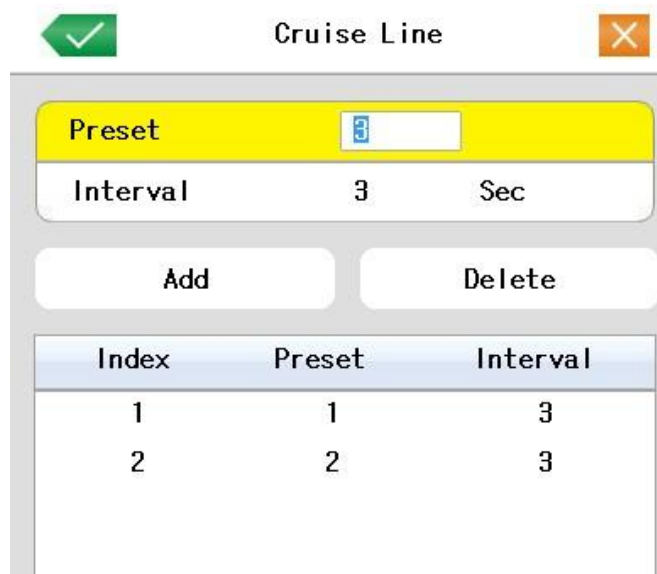 Cruise Line
Preset 3
Interval 3 Sec
Add Delete
Index Preset Interval
1 1 3
2 2 3